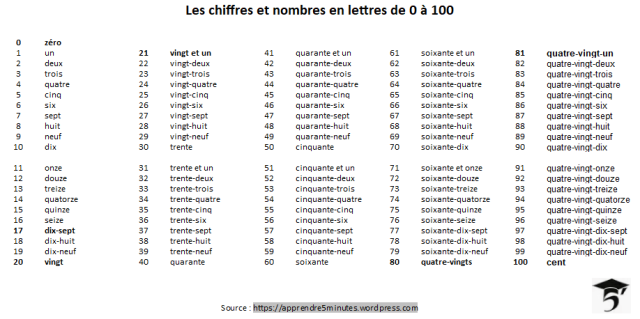 Les chiffres et nombres en lettres de 0 à 100
0 zéro
1 un 21 vingt et un 41 quarante et un 61 soixante et un 81 quatre-vingt-un
2 deux 22 vingt-deux 42 quarante-deux 62 soixante-deux 82 quatre-vingt-deux
3 trois 23 vingt-trois 43 quarante-trois 63 soixante-trois 83 quatre-vingt-trois
4 quatre 24 vingt-quatre 44 quarante-quatre 64 soixante-quatre 84 quatre-vingt-quatre
5 cinq 25 vingt-cinq 45 quarante-cinq 65 soixante-cinq 85 quatre-vingt-cinq
6 six 26 vingt-six 46 quarante-six 66 soixante-six 86 quatre-vingt-six
7 sept 27 vingt-sept 47 quarante-sept 67 soixante-sept 87 quatre-vingt-sept
8 huit 28 vingt-huit 48 quarante-huit 68 soixante-huit 88 quatre-vingt-huit
9 neuf 29 vingt-neuf 49 quarante-neuf 69 soixante-neuf 89 quatre-vingt-neuf
10 dix 30 trente 50 cinquante 70 soixante-dix 90 quatre-vingt-dix
11 onze 31 trente et un 51 cinquante et un 71 soixante et onze 91 quatre-vingt-onze
12 douze 32 trente-deux 52 cinquante-deux 72 soixante-douze 92 quatre-vingt-douze
13 treize 33 trente-trois 53 cinquante-trois 73 soixante-treize 93 quatre-vingt-treize
14 quatorze 34 trente-quatre 54 cinquante-quatre 74 soixante-quatorze 94 quatre-vingt-quatorze
15 quinze 35 trente-cinq 55 cinquante-cinq 75 soixante-quinze 95 quatre-vingt-quinze
16 seize 36 trente-six 56 cinquante-six 76 soixante-seize 96 quatre-vingt-seize
17 dix-sept 37 trente-sept 57 cinquante-sept 77 soixante-dix-sept 97 quatre-vingt-dix-sept
18 dix-huit 38 trente-huit 58 cinquante-huit 78 soixante-dix-huit 98 quatre-vingt-dix-huit
19 dix-neuf 39 trente-neuf 59 cinquante-neuf 79 soixante-dix-neuf 99 quatre-vingt-dix-neuf
20 vingt 40 quarante 60 soixante 80 quatre-vingts 100 cent
5
Source : https://apprendre5minutes.wordpress.com